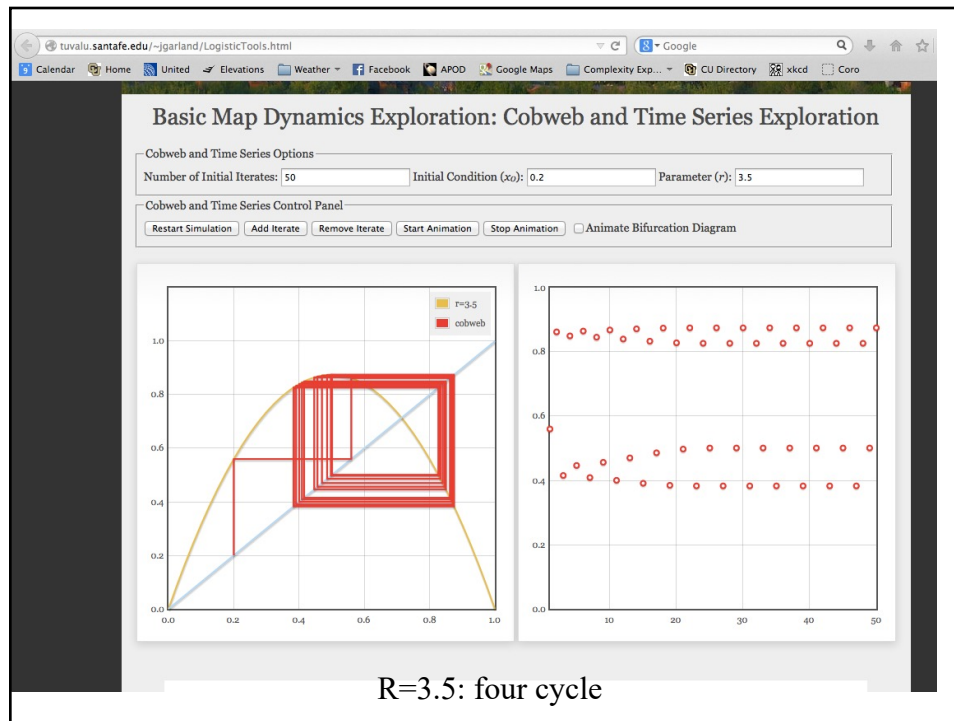 tuvalu.santafe.edu/~jgarland/LogisticTools.html
Google
Calendar Home United Elevations Weather Facebook APOD Google Maps Complexity Exp... CU Directory xkcd Coro
Basic Map Dynamics Exploration: Cobweb and Time Series Exploration
Cobweb and Time Series Options
Number of Initial Iterates: 50 Initial Condition (x₀): 0.2 Parameter (r): 3.5
Cobweb and Time Series Control Panel
Restart Simulation Add Iterate Remove Iterate Start Animation Stop Animation Animate Bifurcation Diagram
r=3.5
cobweb
1.0
0.8
0.6
0.4
0.2
0.0
0.0 0.2 0.4 0.6 0.8 1.0
1.0
0.8
0.6
0.4
0.2
0.0
10 20 30 40 50
R=3.5: four cycle